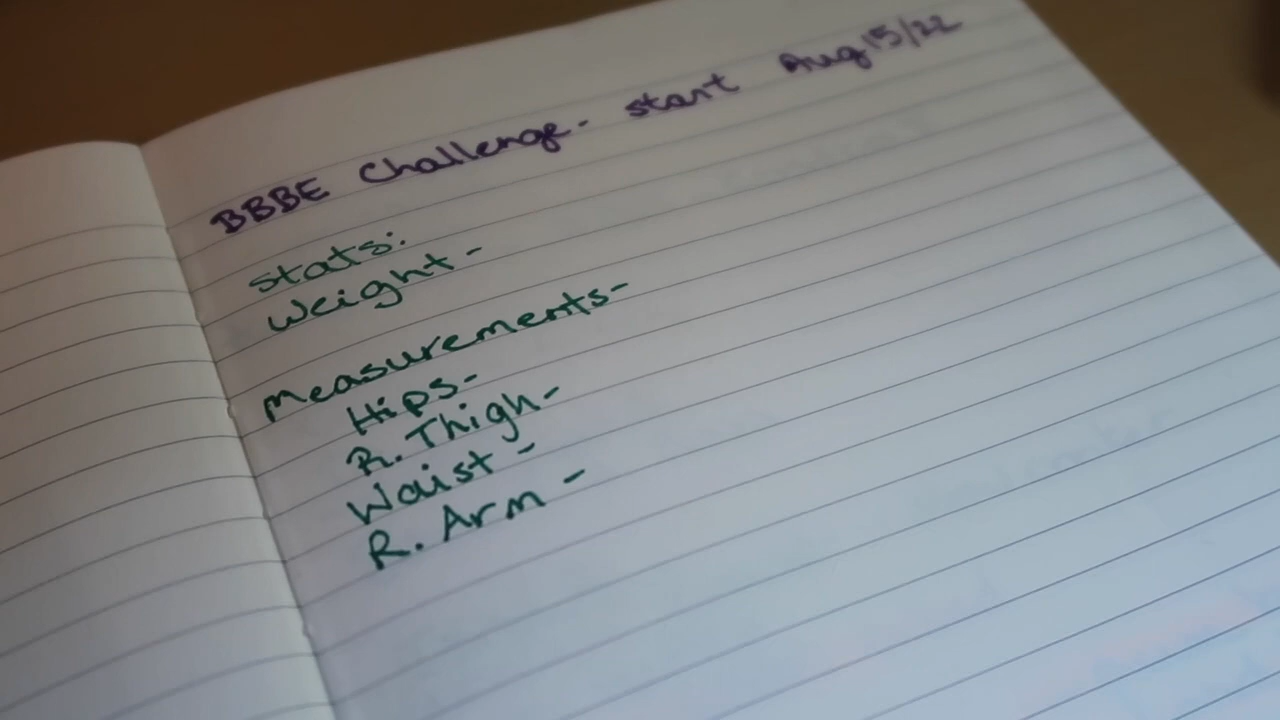 BBBE Challenge - start Aug 15/22
stats:
weight -
measurements -
Hips -
R. Thigh -
Waist -
R. Arm -